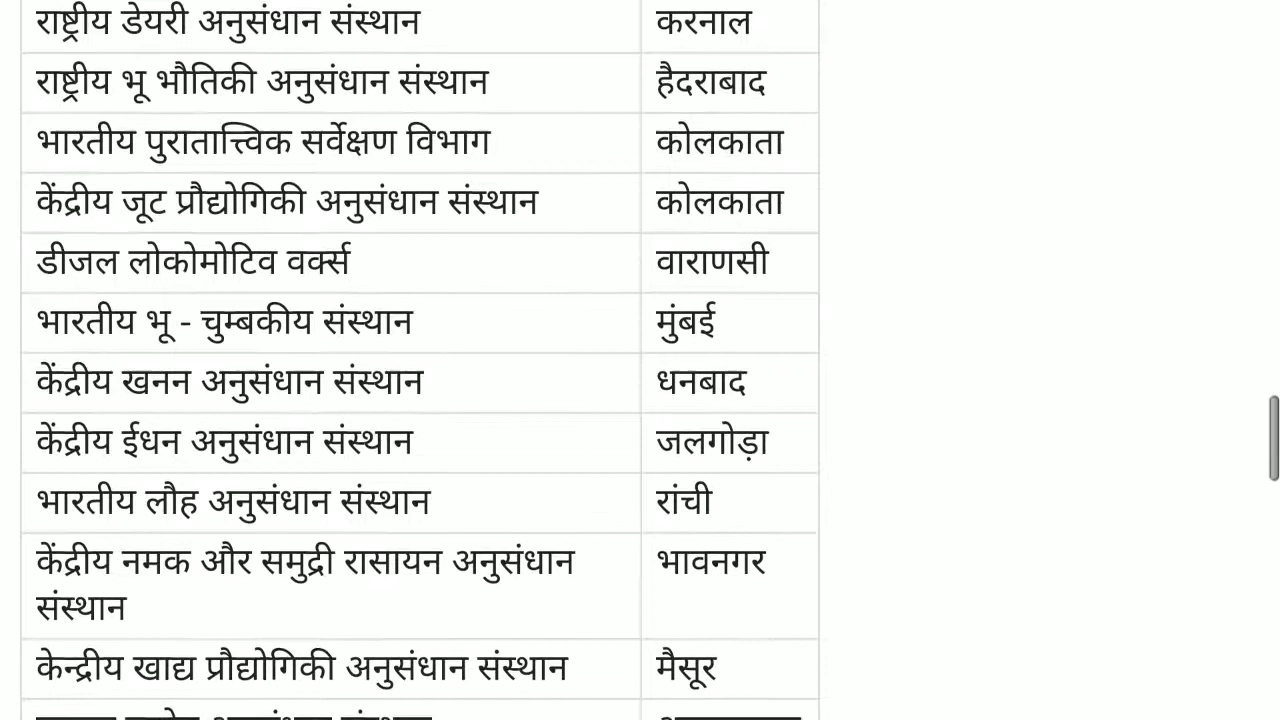 राष्ट्रीय डेयरी अनुसंधान संस्थान करनाल
राष्ट्रीय भू भौतिकी अनुसंधान संस्थान हैदराबाद
भारतीय पुरातात्त्विक सर्वेक्षण विभाग कोलकाता
केंद्रीय जूट प्रौद्योगिकी अनुसंधान संस्थान कोलकाता
डीजल लोकोमोटिव वर्क्स वाराणसी
भारतीय भू - चुम्बकीय संस्थान मुंबई
केंद्रीय खनन अनुसंधान संस्थान धनबाद
केंद्रीय ईधन अनुसंधान संस्थान जलगोड़ा
भारतीय लौह अनुसंधान संस्थान रांची
केंद्रीय नमक और समुद्री रासायन अनुसंधान भावनगर
संस्थान
केन्द्रीय खाद्य प्रौद्योगिकी अनुसंधान संस्थान मैसूर